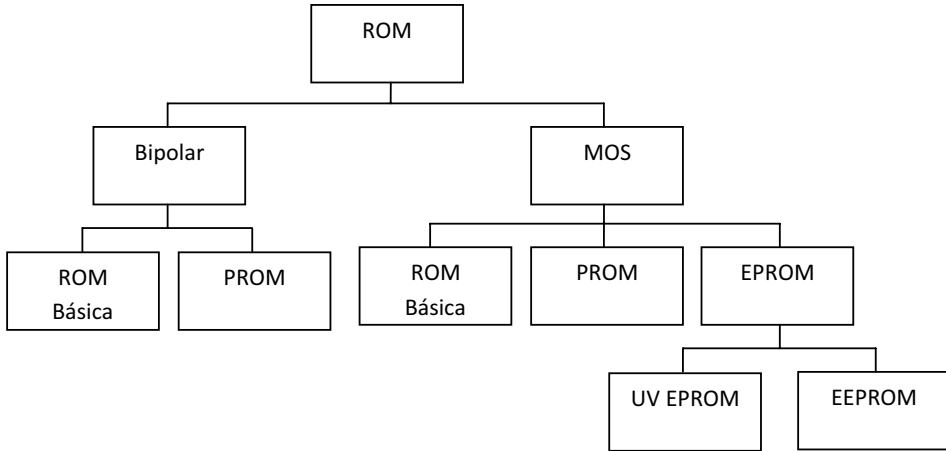 ROM
Bipolar
MOS
ROM
Básica
PROM
ROM
Básica
PROM
EPROM
UV EPROM
EEPROM